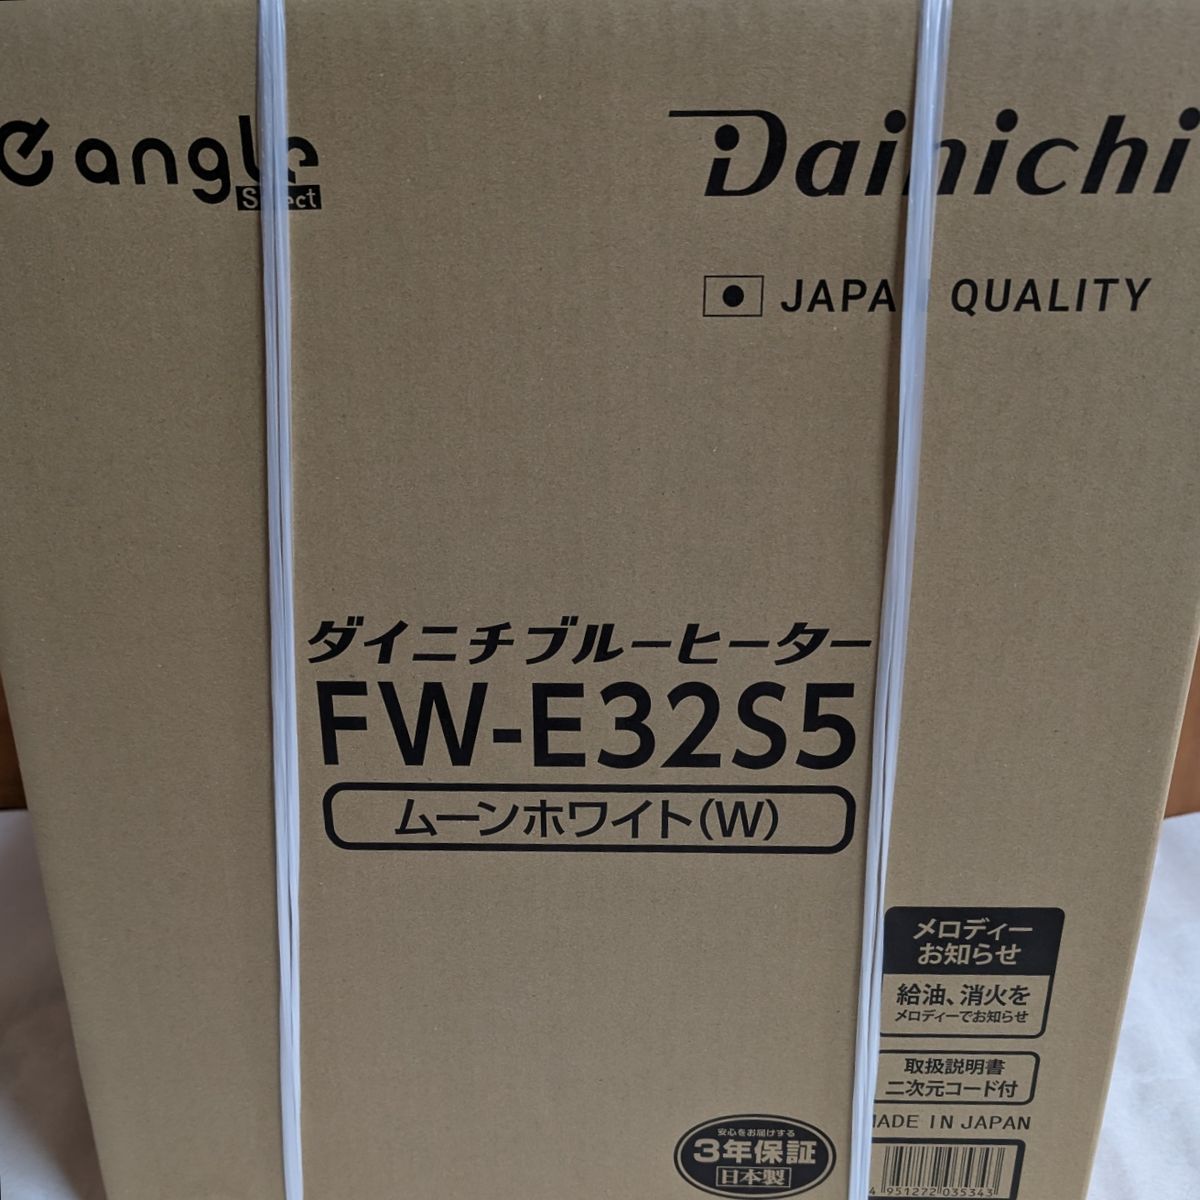 e angle
Select
Dainichi
JAPAN QUALITY
ダイニチブルーヒーター
FW-E32S5
ムーンホワイト(W)
メロディー
お知らせ
給油、消火を
メロディーでお知らせ
取扱説明書
二次元コード付
MADE IN JAPAN
安心をお届けする
3年保証
日本製
4 951272 035343